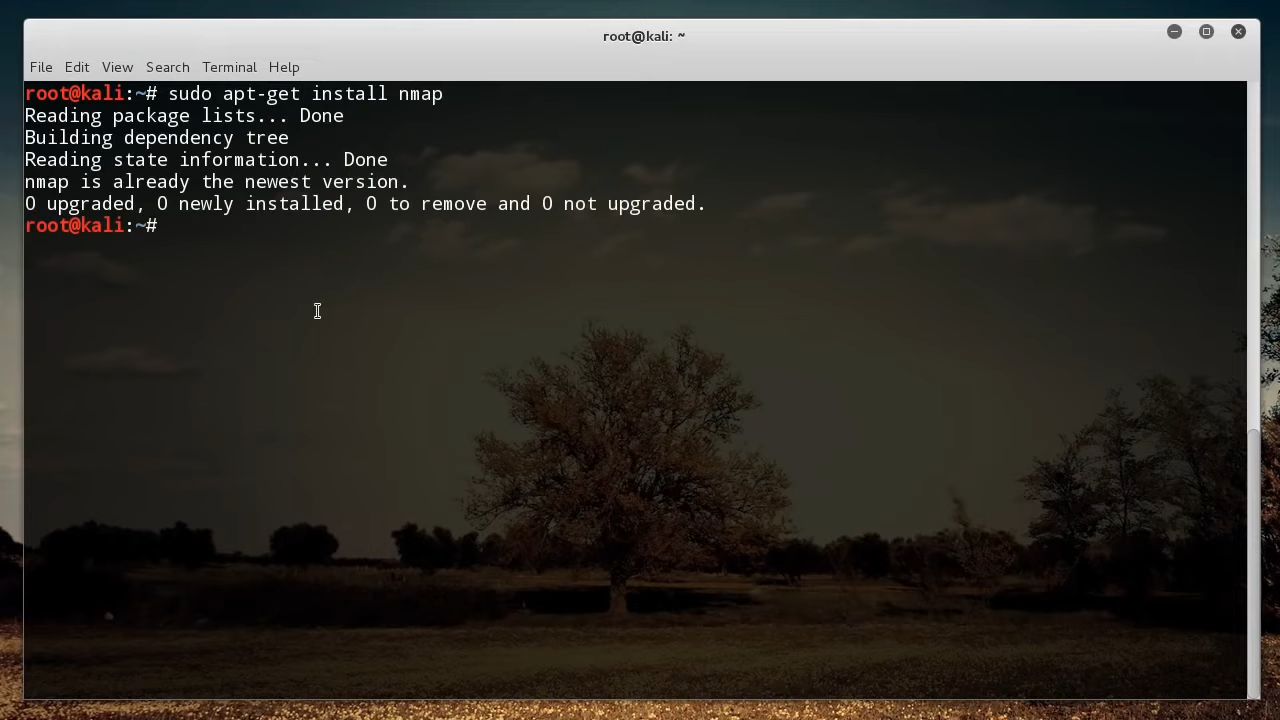 root@kali: ~
File Edit View Search Terminal Help
root@kali:~# sudo apt-get install nmap
Reading package lists... Done
Building dependency tree
Reading state information... Done
nmap is already the newest version.
0 upgraded, 0 newly installed, 0 to remove and 0 not upgraded.
root@kali:~#